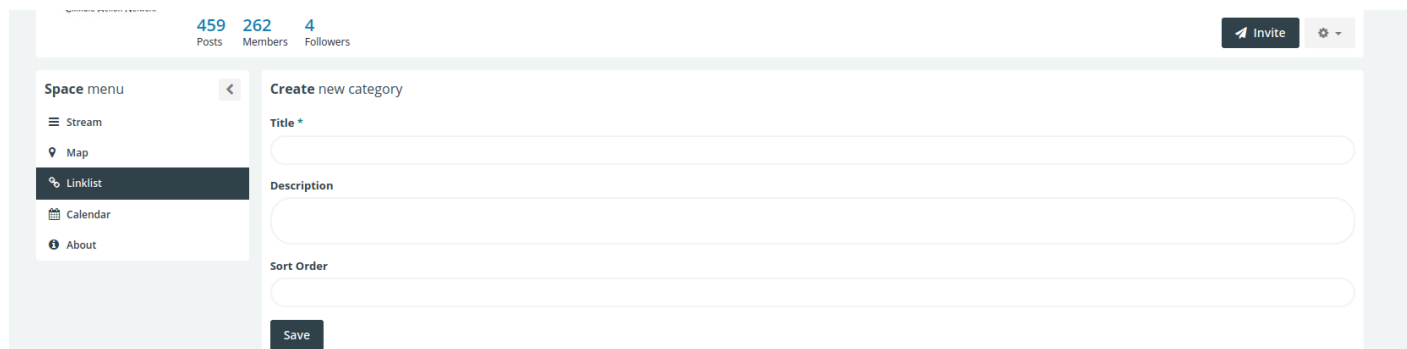 459 262 4
Posts Members Followers
Invite
Space menu
Stream
Map
Linklist
Calendar
About
Create new category
Title *
Description
Sort Order
Save